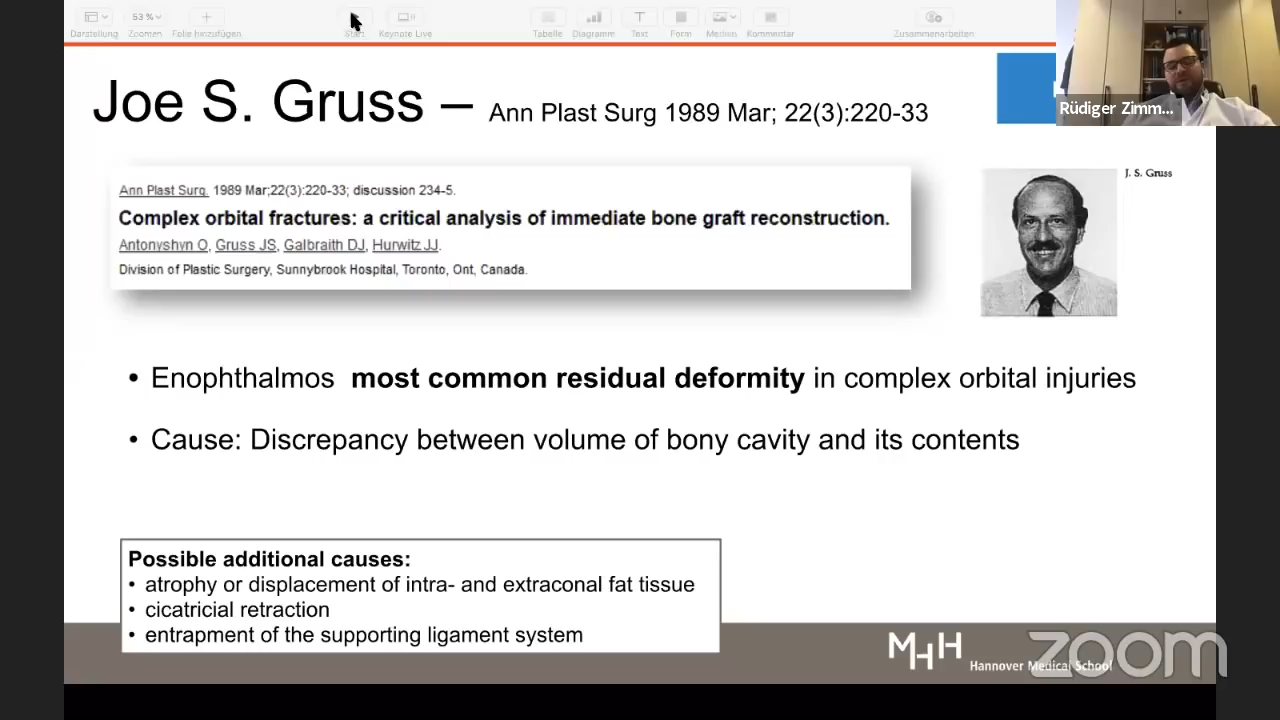 53 %
Darstellung Zoomen Folie hinzufügen Start Keynote Live Tabelle Diagramm Text Form Medien Kommentar Zusammenarbeiten
Rüdiger Zimm...
Joe S. Gruss – Ann Plast Surg 1989 Mar; 22(3):220-33
Ann Plast Surg. 1989 Mar;22(3):220-33; discussion 234-5.
Complex orbital fractures: a critical analysis of immediate bone graft reconstruction.
Antonyshyn O, Gruss JS, Galbraith DJ, Hurwitz JJ.
Division of Plastic Surgery, Sunnybrook Hospital, Toronto, Ont, Canada.
J. S. Gruss
• Enophthalmos most common residual deformity in complex orbital injuries
• Cause: Discrepancy between volume of bony cavity and its contents
Possible additional causes:
• atrophy or displacement of intra- and extraconal fat tissue
• cicatricial retraction
• entrapment of the supporting ligament system
MHH Hannover Medical School
zoom